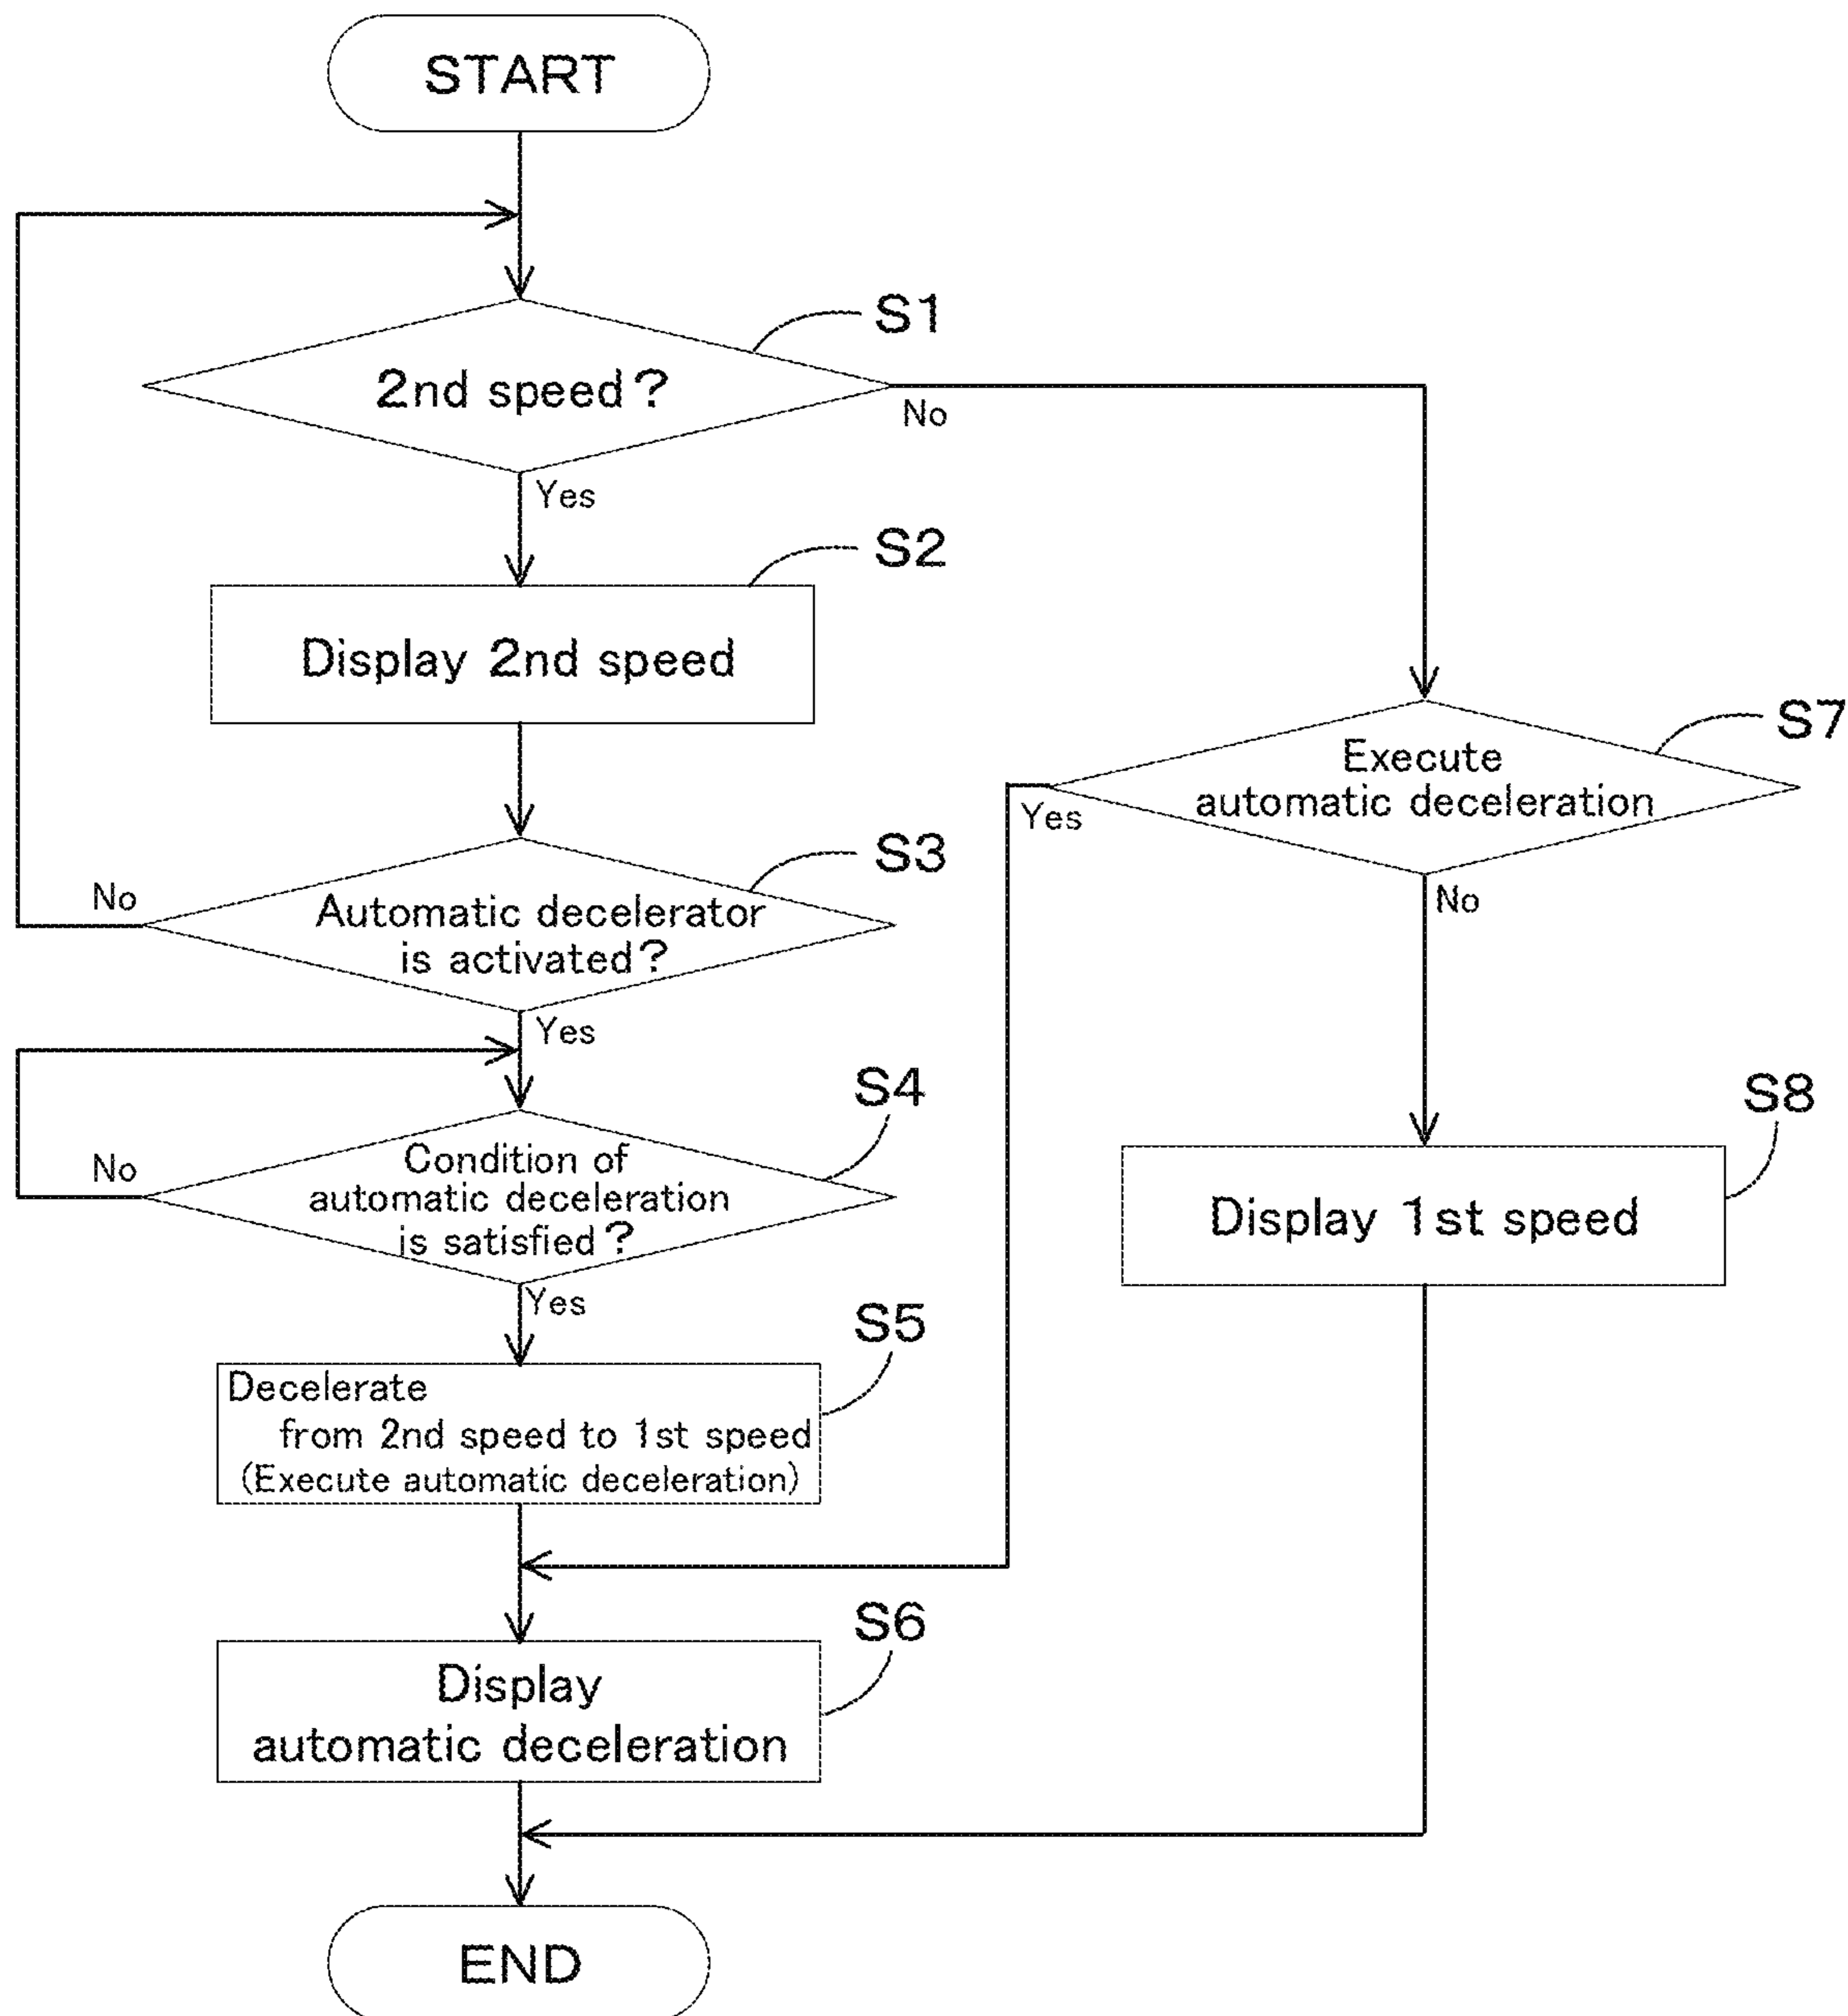 START
S1
2nd speed?
No
Yes
S2
Display 2nd speed
S7
Execute
automatic deceleration
Yes
No
S3
Automatic decelerator
is activated?
No
Yes
S4
Condition of
automatic deceleration
is satisfied?
No
Yes
S8
Display 1st speed
S5
Decelerate
from 2nd speed to 1st speed
(Execute automatic deceleration)
S6
Display
automatic deceleration
END